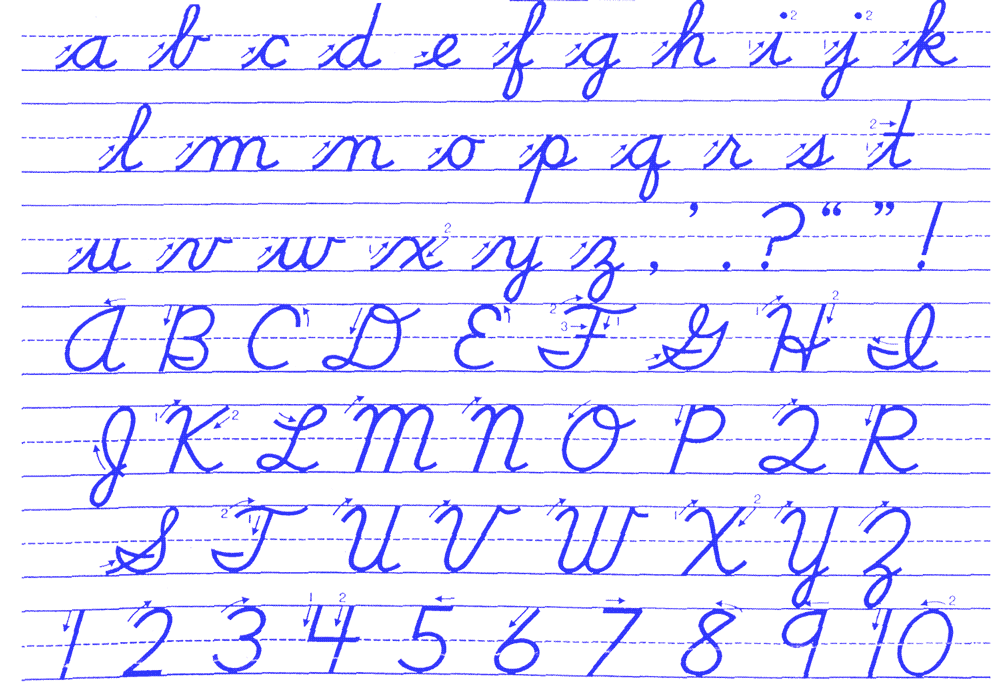 a b c d e f g h i j k
l m n o p q r s t
u v w x y z , ’ . ? “ ” !
A B C D E F G H I
J K L M N O P Q R
S T U V W X Y Z
1 2 3 4 5 6 7 8 9 10